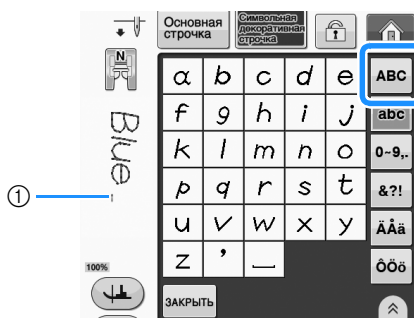 Основная строчка
Символьная декоративная строчка
N
Blue
①
100%
a b c d e
f g h i j
k l m n o
p q r s t
u v w x y
z ’ _
ABC
abc
0~9,.
&?!
ÄÅä
ÔÖö
ЗАКРЫТЬ